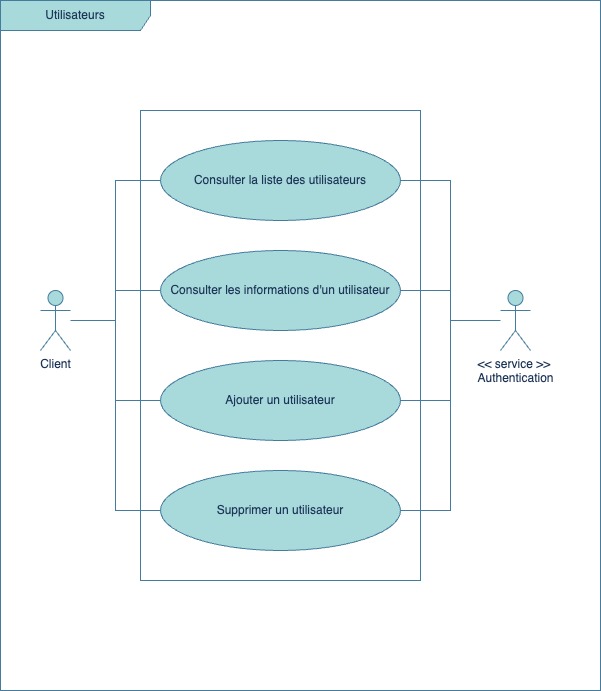 Utilisateurs
Consulter la liste des utilisateurs
Consulter les informations d'un utilisateur
Client
<< service >>
Authentication
Ajouter un utilisateur
Supprimer un utilisateur